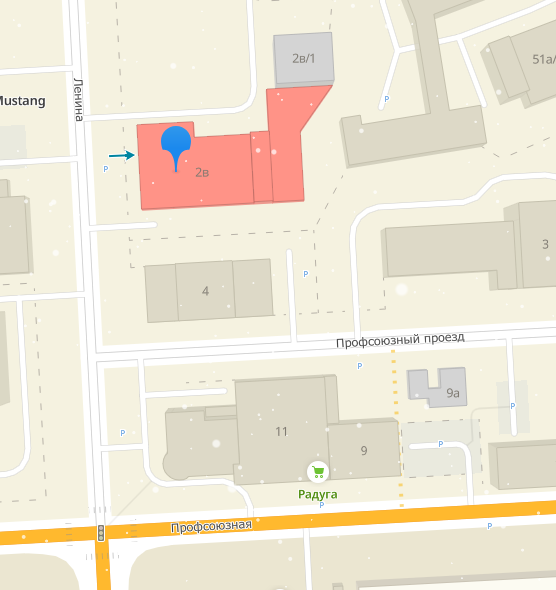 2в/1
51а/
Mustang
Ленина
P
P
2в
P
3
4
Профсоюзный проезд
P
9а
P
P
11
9
P
Радуга
P
Профсоюзная
P